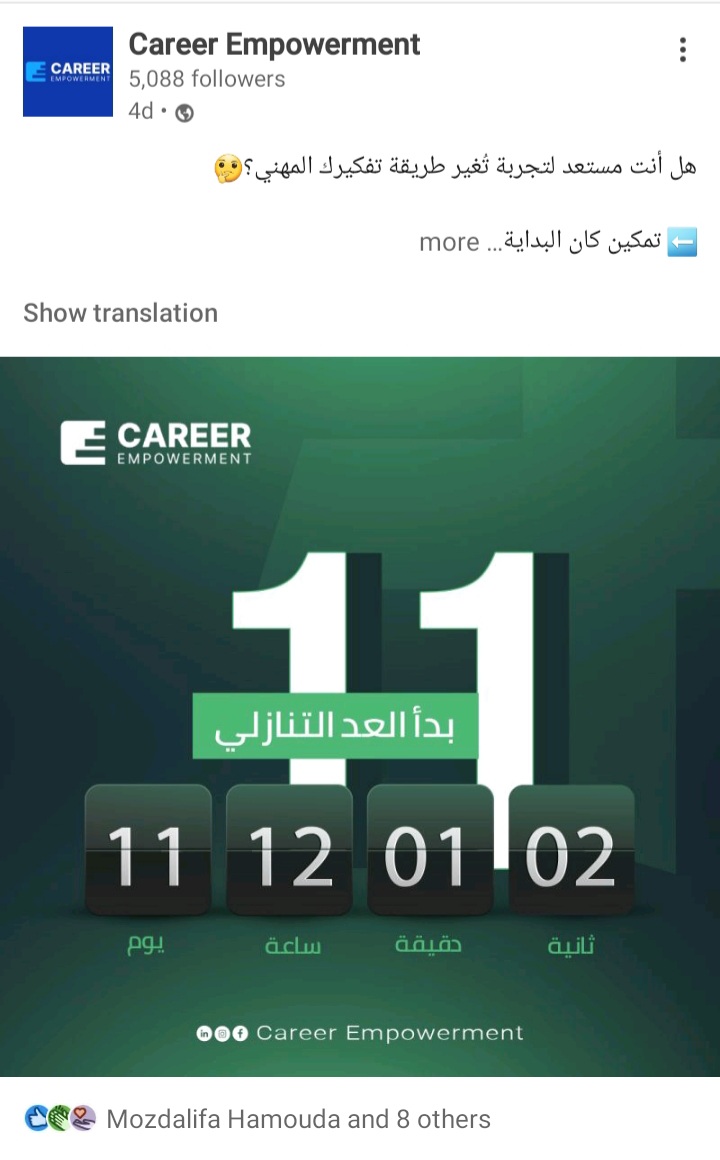 CAREER
EMPOWERMENT
Career Empowerment
5,088 followers
4d •
هل أنت مستعد لتجربة تُغير طريقة تفكيرك المهني؟🤔
⬅️ تمكين كان البداية... more
Show translation
CAREER
EMPOWERMENT
11
بدأ العد التنازلي
11 12 01 02
يوم ساعة دقيقة ثانية
Career Empowerment
Mozdalifa Hamouda and 8 others